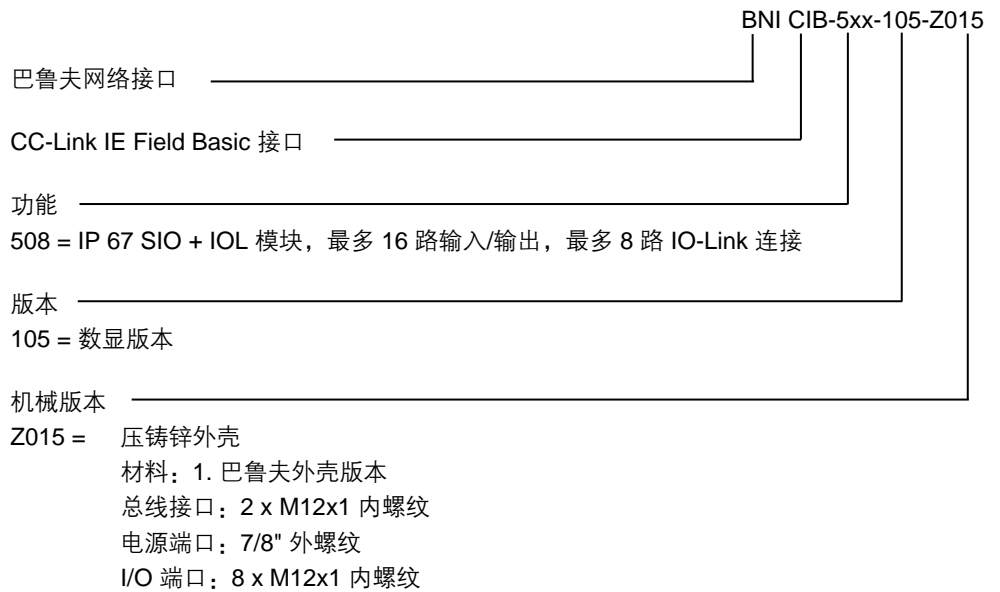 BNI CIB-5xx-105-Z015
巴鲁夫网络接口
CC-Link IE Field Basic 接口
功能
508 = IP 67 SIO + IOL 模块，最多 16 路输入/输出，最多 8 路 IO-Link 连接
版本
105 = 数显版本
机械版本
Z015 = 压铸锌外壳
材料：1. 巴鲁夫外壳版本
总线接口：2 x M12x1 内螺纹
电源端口：7/8" 外螺纹
I/O 端口：8 x M12x1 内螺纹